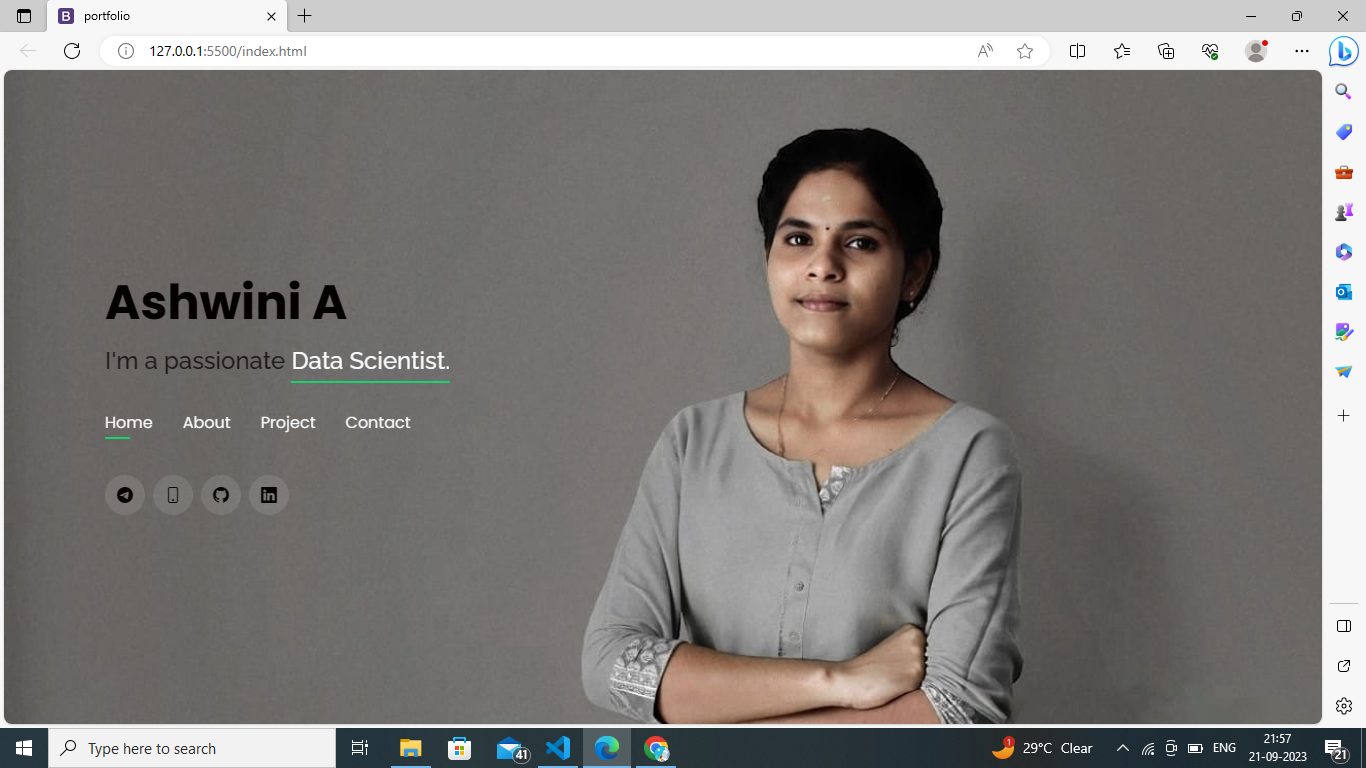 portfolio
127.0.0.1:5500/index.html
Ashwini A
I'm a passionate Data Scientist.
Home About Project Contact
Type here to search
41
1
29°C Clear
ENG
21:57
21-09-2023
21